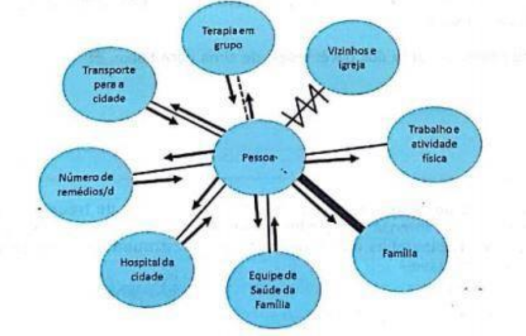 Terapia em
grupo
Vizinhos e
igreja
Transporte
para a
cidade
Trabalho e
atividade
física
Pessoa
Número de
remédios/d
Família
Hospital da
cidade
Equipe de
Saúde da
Família